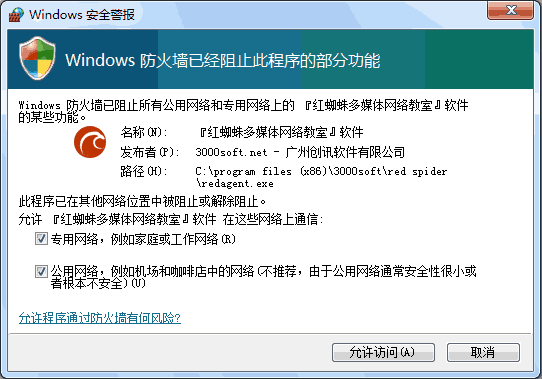 Windows 安全警报
Windows 防火墙已经阻止此程序的部分功能
Windows 防火墙已阻止所有公用网络和专用网络上的 『红蜘蛛多媒体网络教室』软件
的某些功能。
名称(N): 『红蜘蛛多媒体网络教室』软件
发布者(P): 3000soft.net - 广州创讯软件有限公司
路径(H): C:\program files (x86)\3000soft\red spider
\redagent.exe
此程序已在其他网络位置中被阻止或解除阻止。
允许 『红蜘蛛多媒体网络教室』软件 在这些网络上通信:
专用网络，例如家庭或工作网络(R)
公用网络，例如机场和咖啡店中的网络(不推荐，由于公用网络通常安全性很小或
者根本不安全)(U)
允许程序通过防火墙有何风险?
允许访问(A) 取消